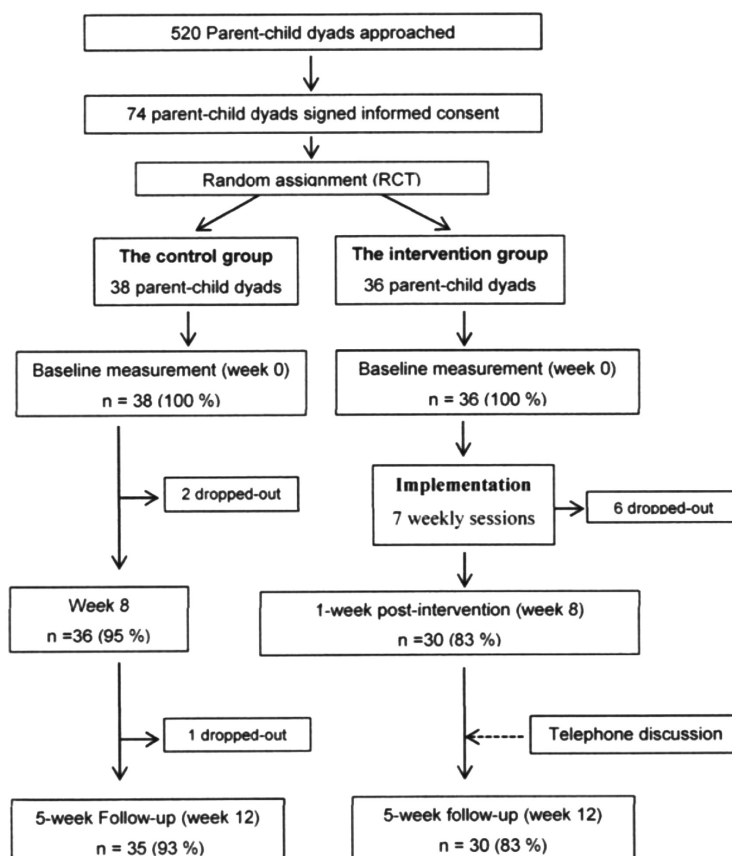 520 Parent-child dyads approached
74 parent-child dyads signed informed consent
Random assignment (RCT)
The control group
38 parent-child dyads
The intervention group
36 parent-child dyads
Baseline measurement (week 0)
n = 38 (100 %)
Baseline measurement (week 0)
n = 36 (100 %)
2 dropped-out
Implementation
7 weekly sessions
6 dropped-out
Week 8
n =36 (95 %)
1-week post-intervention (week 8)
n =30 (83 %)
1 dropped-out
Telephone discussion
5-week Follow-up (week 12)
n = 35 (93 %)
5-week follow-up (week 12)
n = 30 (83 %)